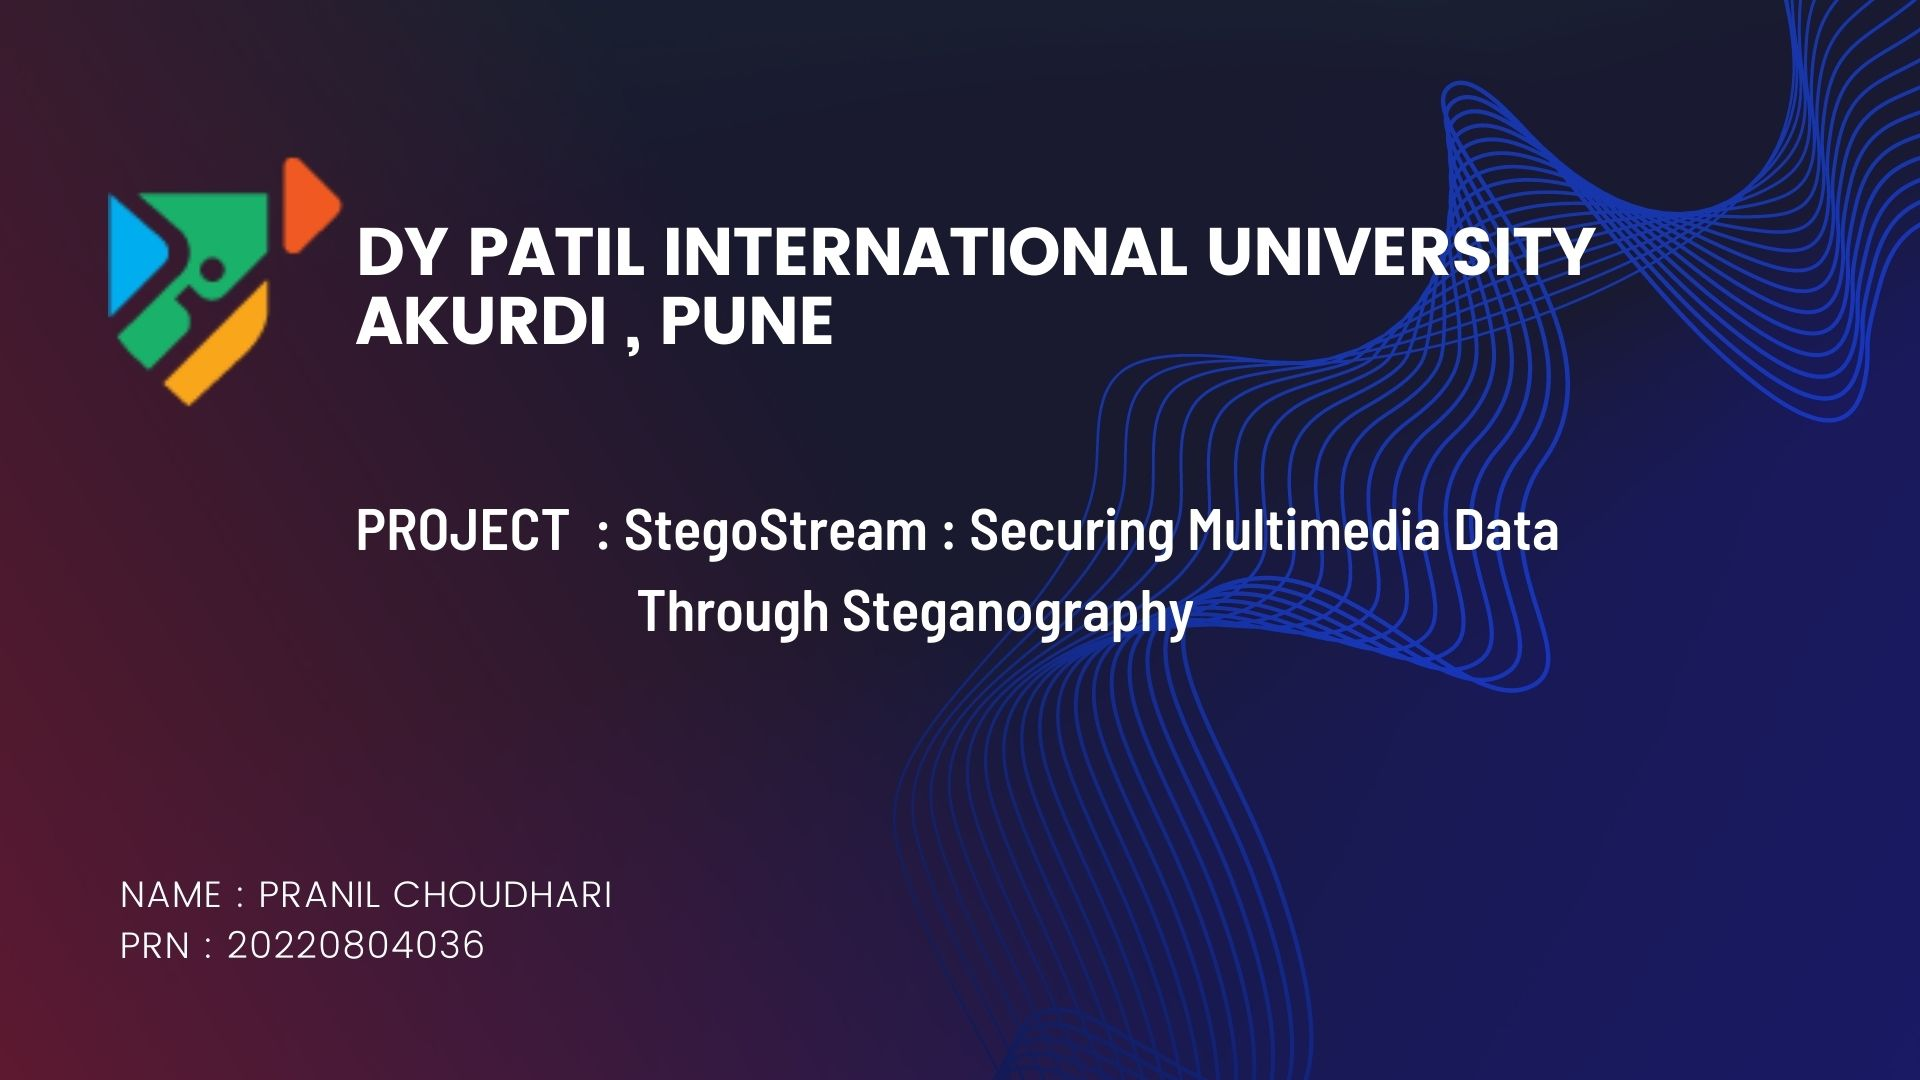 DY PATIL INTERNATIONAL UNIVERSITY
AKURDI , PUNE
PROJECT : StegoStream : Securing Multimedia Data
Through Steganography
NAME : PRANIL CHOUDHARI
PRN : 20220804036